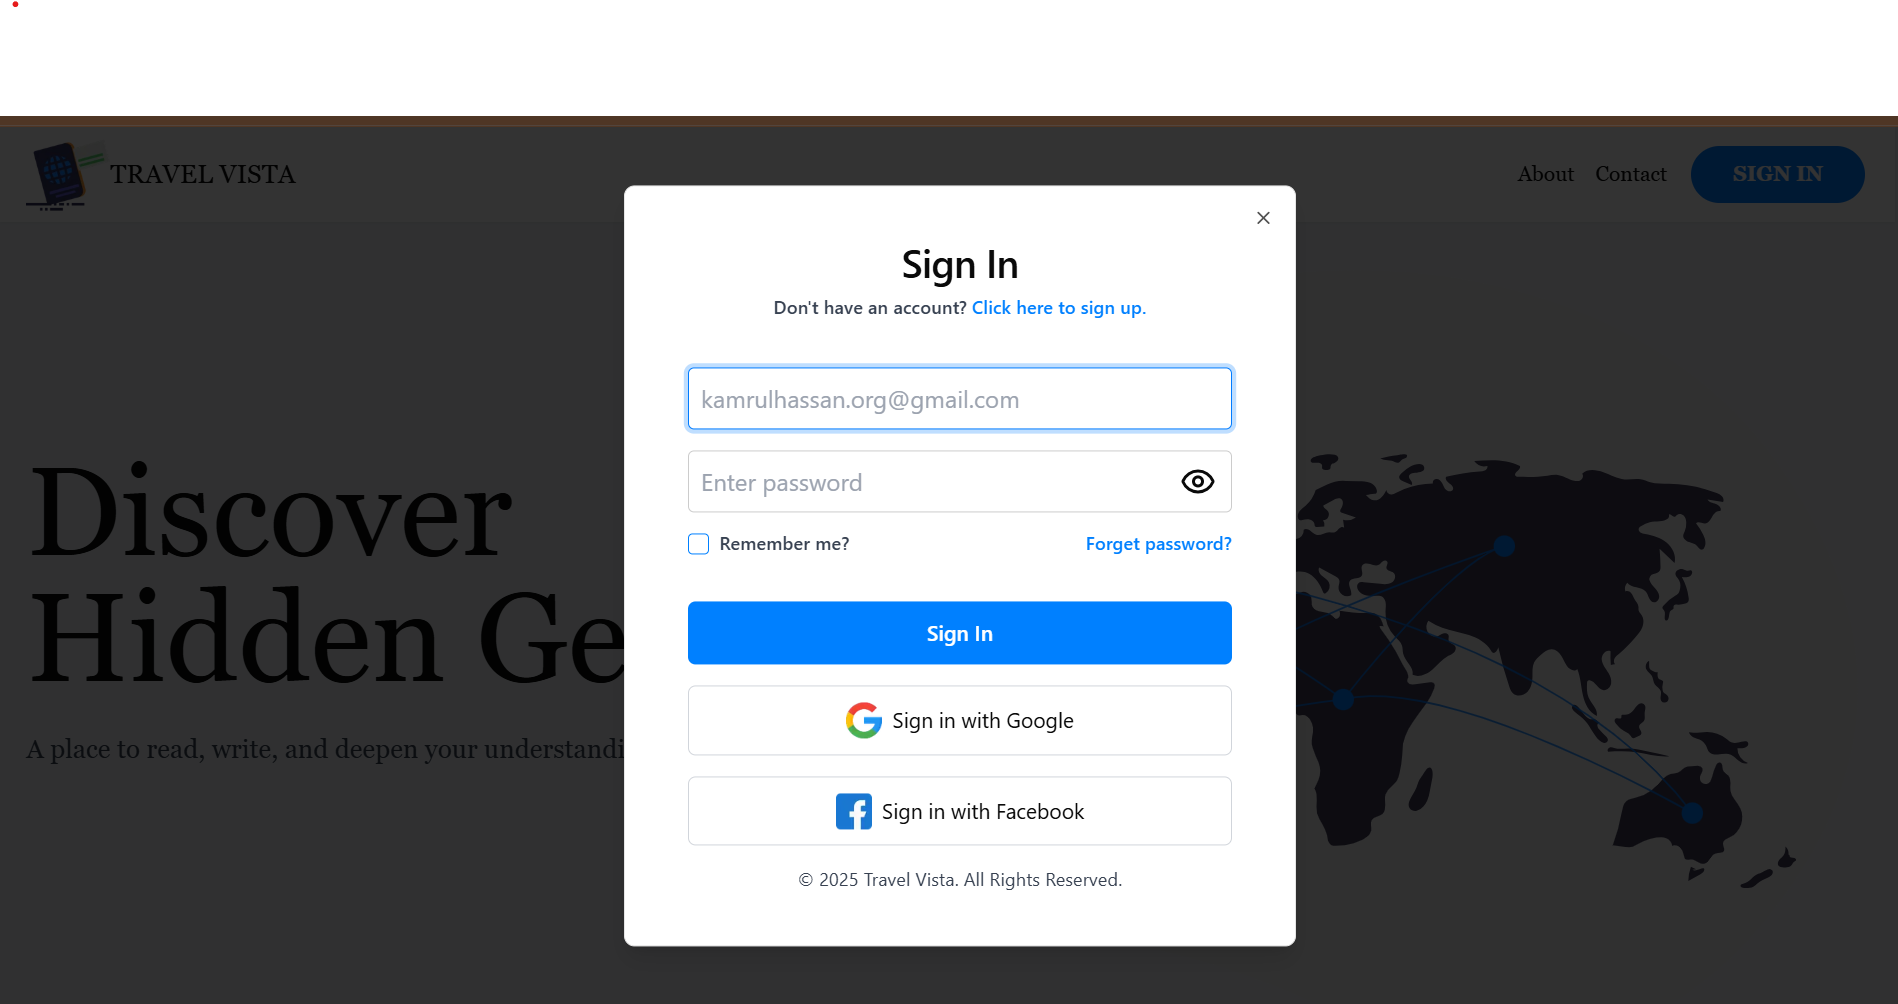 TRAVEL VISTA
About
Contact
SIGN IN
Sign In
Don't have an account? Click here to sign up.
kamrulhassan.org@gmail.com
Enter password
Remember me?
Forget password?
Sign In
Sign in with Google
Sign in with Facebook
© 2025 Travel Vista. All Rights Reserved.
Discover
Hidden
A place to read, write, and deepen your